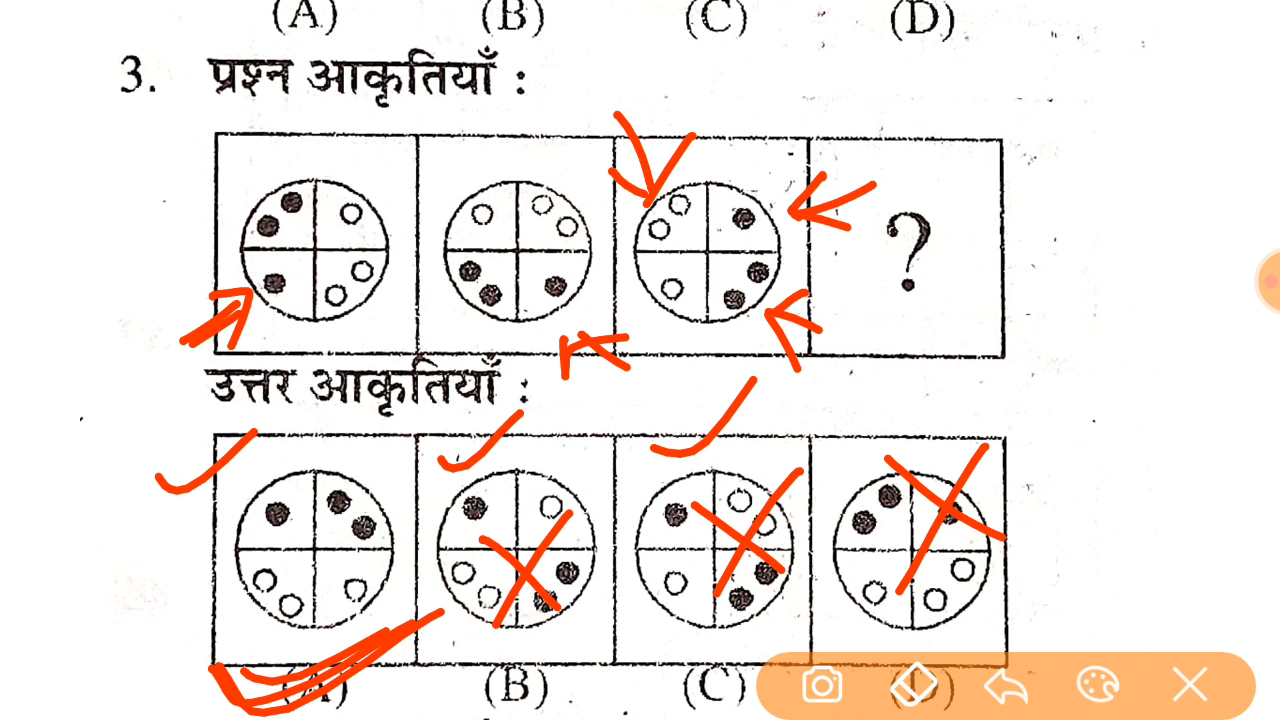 (A) (B) (C) (D)
3. प्रश्न आकृतियाँ :
?
उत्तर आकृतियाँ :
(A) (B) (C) (D)